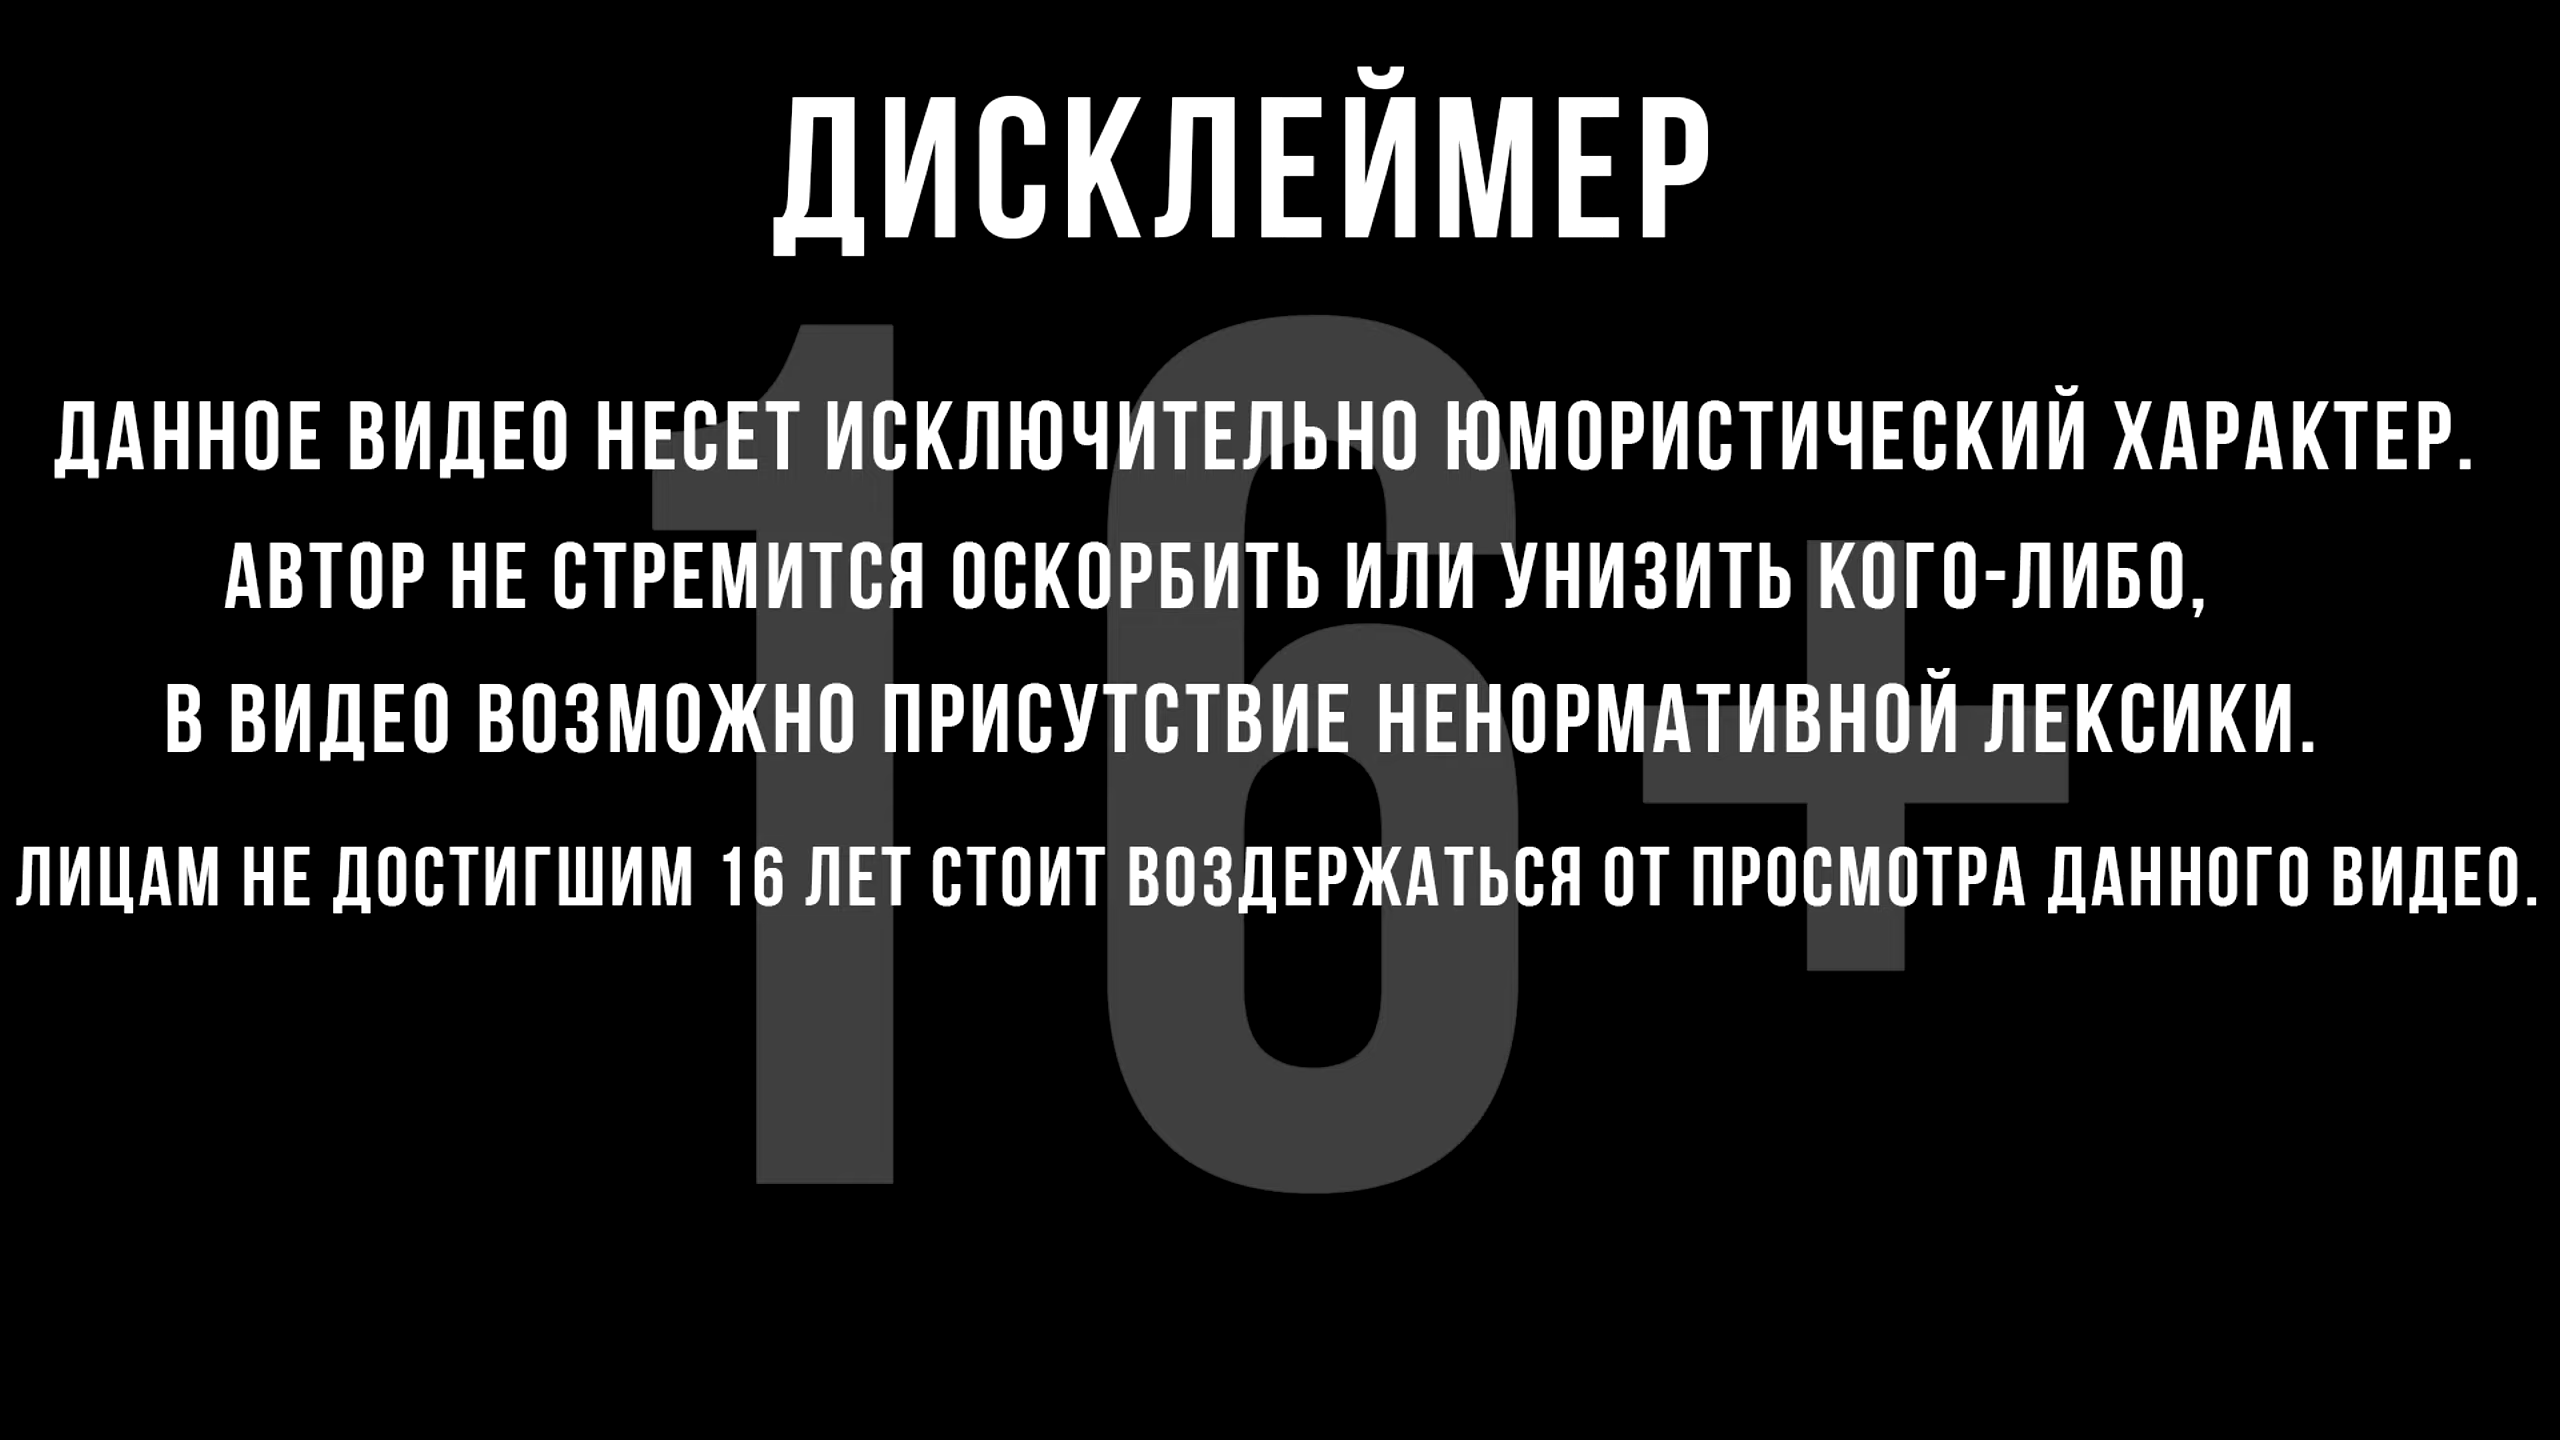 ДИСКЛЕЙМЕР
ДАННОЕ ВИДЕО НЕСЕТ ИСКЛЮЧИТЕЛЬНО ЮМОРИСТИЧЕСКИЙ ХАРАКТЕР.
АВТОР НЕ СТРЕМИТСЯ ОСКОРБИТЬ ИЛИ УНИЗИТЬ КОГО-ЛИБО,
В ВИДЕО ВОЗМОЖНО ПРИСУТСТВИЕ НЕНОРМАТИВНОЙ ЛЕКСИКИ.
ЛИЦАМ НЕ ДОСТИГШИМ 16 ЛЕТ СТОИТ ВОЗДЕРЖАТЬСЯ ОТ ПРОСМОТРА ДАННОГО ВИДЕО.
16+